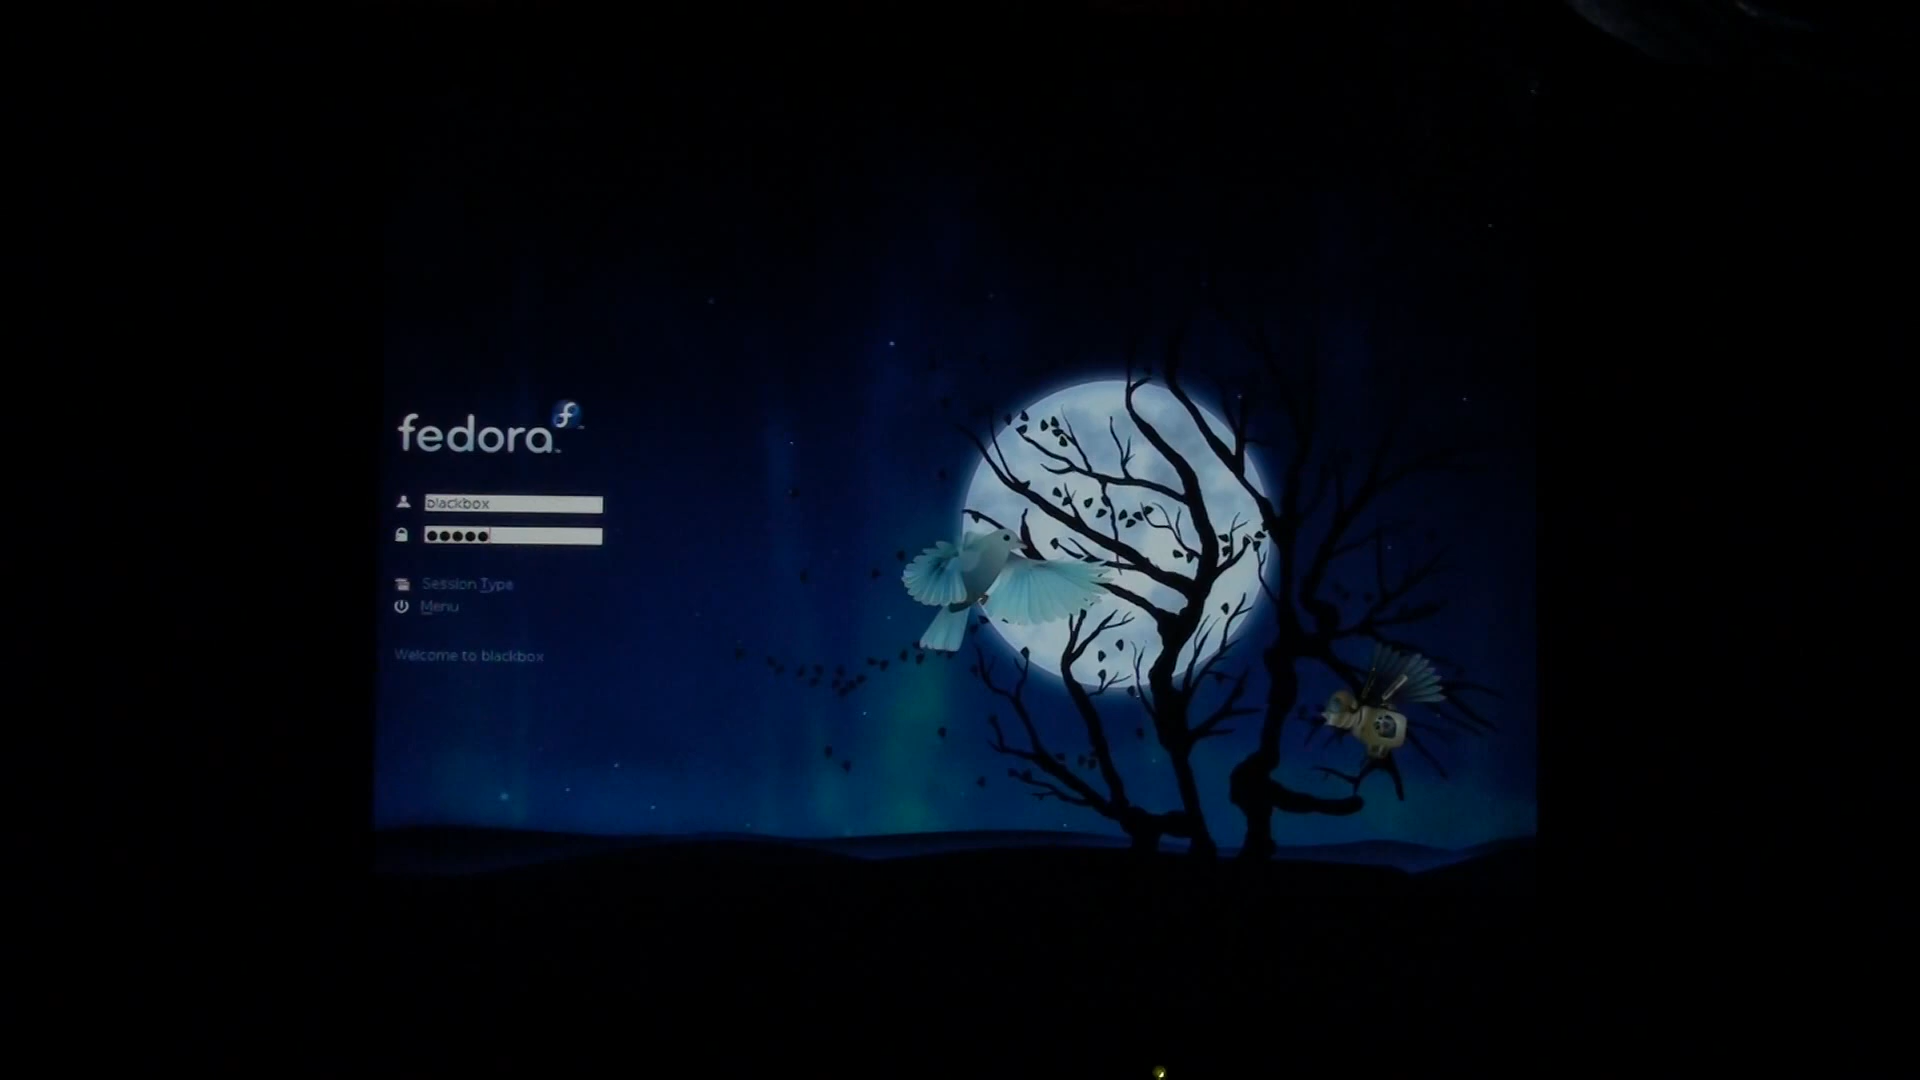 fedora
blackbox
Session Type
Menu
Welcome to blackbox